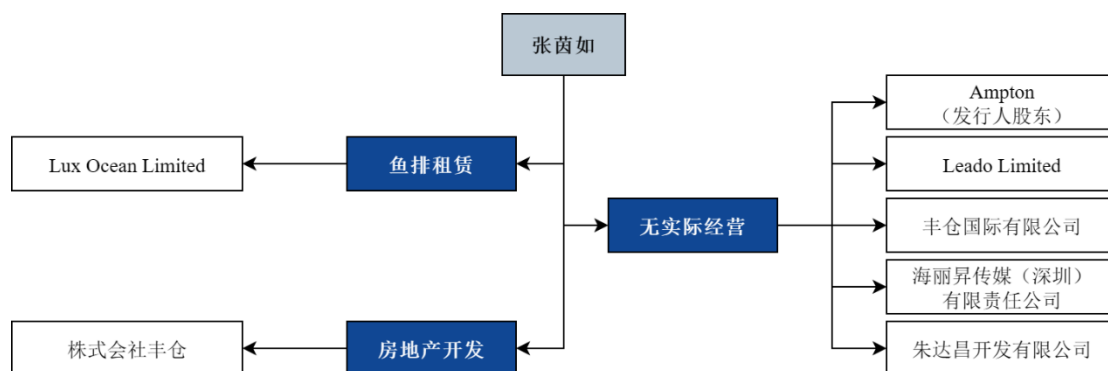 张茵如
Ampton
（发行人股东）
Lux Ocean Limited
鱼排租赁
Leado Limited
无实际经营
丰仓国际有限公司
海丽昇传媒（深圳）
有限责任公司
株式会社丰仓
房地产开发
朱达昌开发有限公司